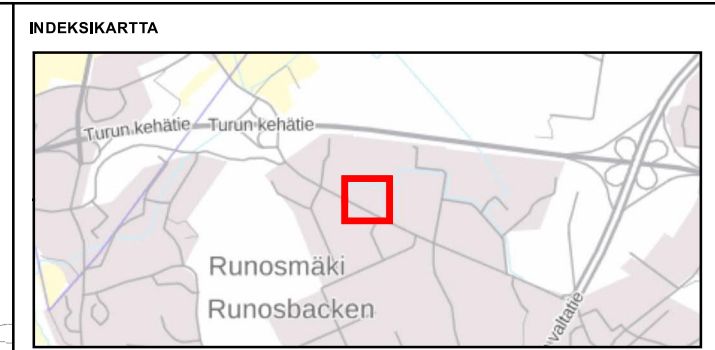 INDEKSIKARTTA
Turun kehätie Turun kehätie
Runosmäki
Runosbacken
valtatie